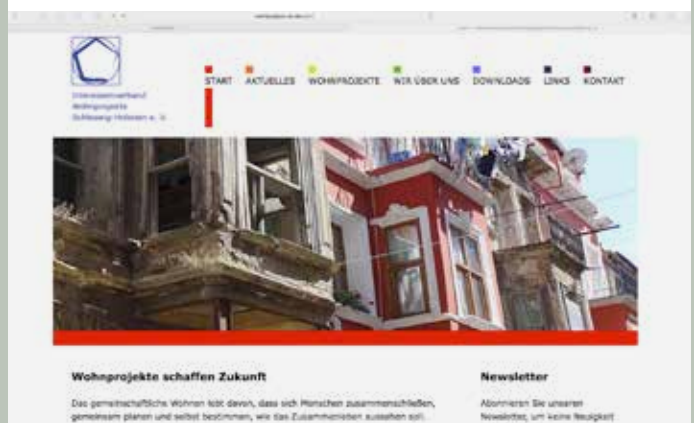 Interessenverband
Wohnprojekte
Schleswig-Holstein e. V.
START AKTUELLES WOHNPROJEKTE WIR ÜBER UNS DOWNLOADS LINKS KONTAKT
Wohnprojekte schaffen Zukunft
Das gemeinschaftliche Wohnen lebt davon, dass sich Menschen zusammenschließen,
gemeinsam planen und selbst bestimmen, wie das Zusammenleben aussehen soll.
Newsletter
Abonnieren Sie unseren
Newsletter, um keine Neuigkeit